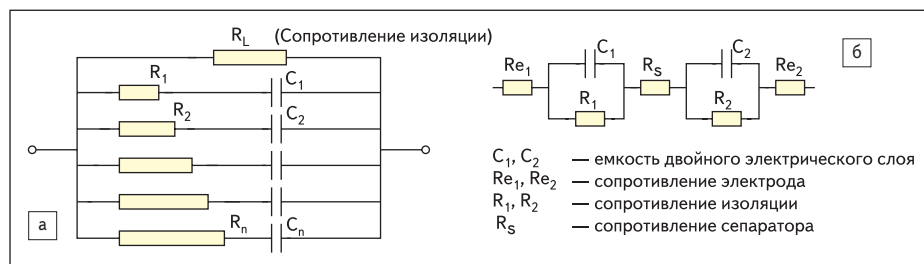 R_L (Сопротивление изоляции)
R_1 C_1
R_2 C_2
R_n C_n
а
б
C_1 C_2
Re_1 R_s Re_2
R_1 R_2
C_1, C_2 — емкость двойного электрического слоя
Re_1, Re_2 — сопротивление электрода
R_1, R_2 — сопротивление изоляции
R_s — сопротивление сепаратора